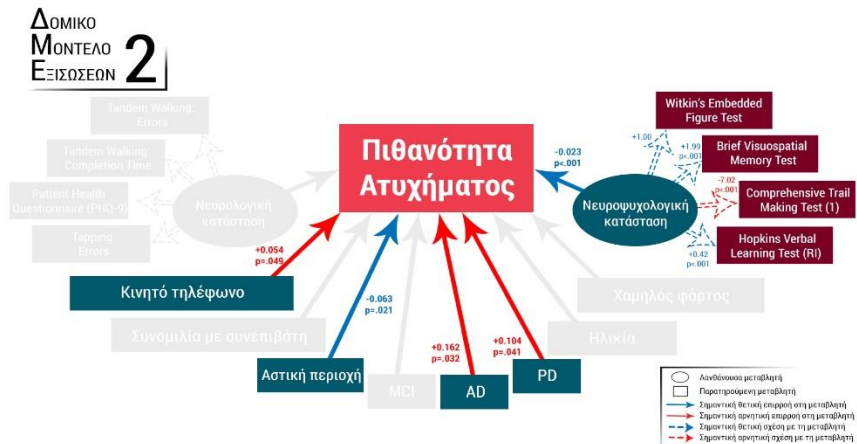 ΔΟΜΙΚΟ
ΜΟΝΤΕΛΟ
ΕΞΙΣΩΣΕΩΝ 2
Tandem Walking:
Errors
Tandem Walking:
Completion Time
Patient Health
Questionnaire (PHQ-9)
Tapping
Errors
Νευρολογική
κατάσταση
Πιθανότητα
Ατυχήματος
-0.023
p<.001
Νευροψυχολογική
κατάσταση
Witkin's Embedded
Figure Test
+1.00
Brief Visuospatial
Memory Test
+1.99
p<.001
Comprehensive Trail
Making Test (1)
-7.02
p<.001
Hopkins Verbal
Learning Test (RI)
+0.42
p<.001
+0.054
p=.049
Κινητό τηλέφωνο
Συνομιλία με συνεπιβάτη
-0.063
p=.021
Αστική περιοχή
MCI
+0.162
p=.032
AD
+0.104
p=.041
PD
Ηλικία
Χαμηλός φόρτος
Λανθάνουσα μεταβλητή
Παρατηρούμενη μεταβλητή
Σημαντική θετική επιρροή στη μεταβλητή
Σημαντική αρνητική επιρροή στη μεταβλητή
Σημαντική θετική σχέση με τη μεταβλητή
Σημαντική αρνητική σχέση με τη μεταβλητή